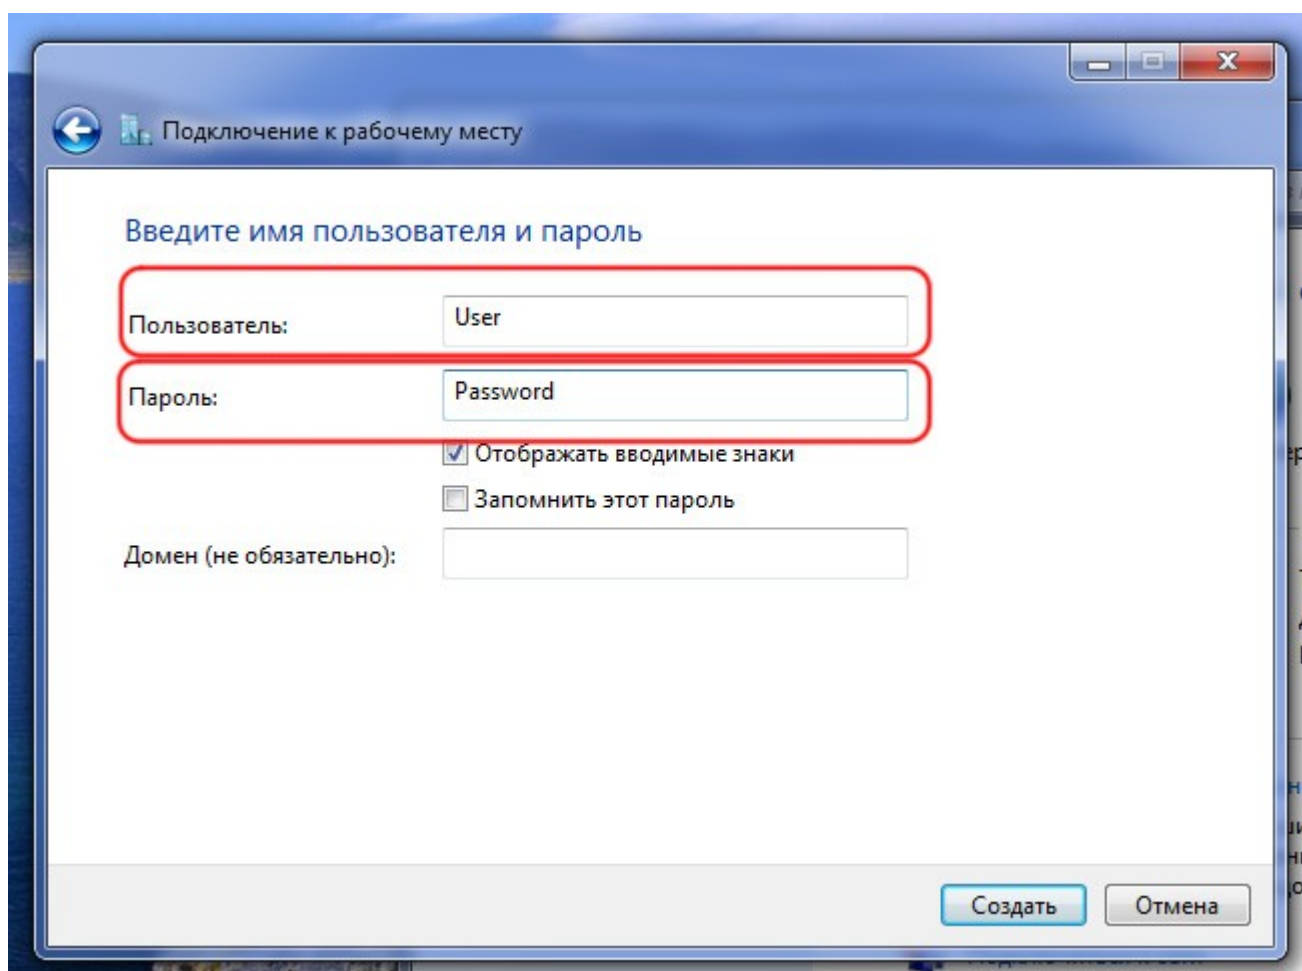 Подключение к рабочему месту
Введите имя пользователя и пароль
Пользователь: User
Пароль: Password
Отображать вводимые знаки
Запомнить этот пароль
Домен (не обязательно):
Создать Отмена